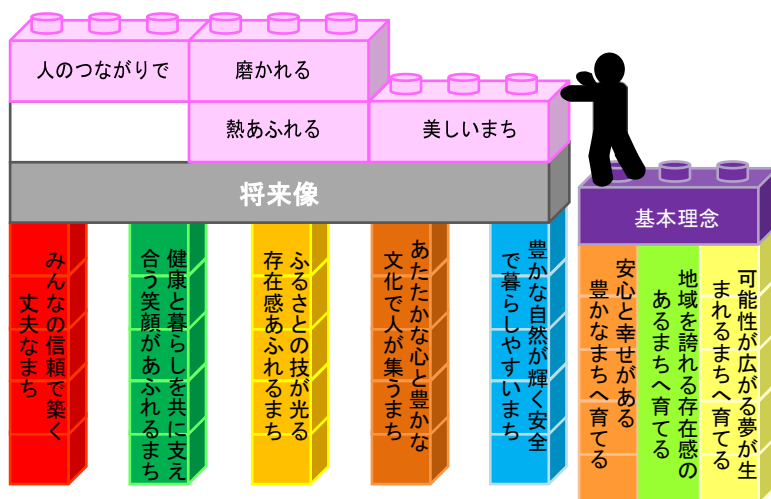 人のつながりで
磨かれる
熱あふれる
美しいまち
将来像
基本理念
みんなの信頼で築く
丈夫なまち
健康と暮らしを共に支え
合う笑顔があふれるまち
ふるさとの技が光る
存在感あふれるまち
あたたかな心と豊かな
文化で人が集うまち
豊かな自然が輝く安全
で暮らしやすいまち
安心と幸せがある
豊かなまちへ育てる
地域を誇れる存在感の
あるまちへ育てる
可能性が広がる夢が生
まれるまちへ育てる